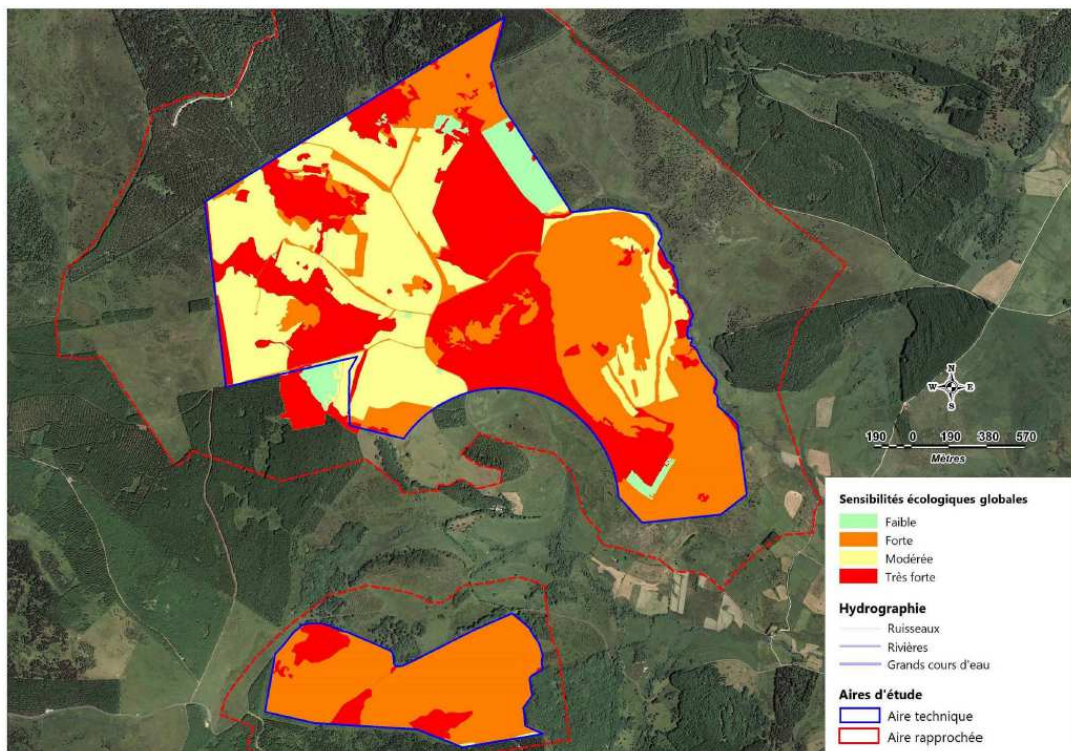 N
W E
S
190 0 190 380 570
Mètres
Sensibilités écologiques globales
Faible
Forte
Modérée
Très forte
Hydrographie
Ruisseaux
Rivières
Grands cours d'eau
Aires d'étude
Aire technique
Aire rapprochée